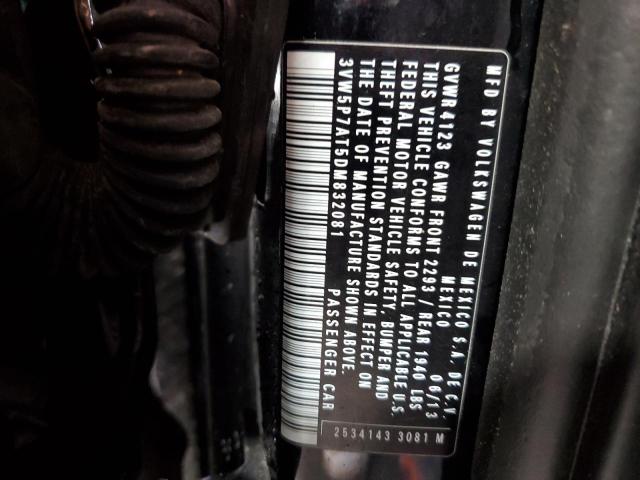 MFD BY VOLKSWAGEN DE MEXICO S.A. DE C.V.
MEXICO 06/13
GVWR 4123 GAWR FRONT 2293 / REAR 1940 LBS
THIS VEHICLE CONFORMS TO ALL APPLICABLE U.S.
FEDERAL MOTOR VEHICLE SAFETY, BUMPER AND
THEFT PREVENTION STANDARDS IN EFFECT ON
THE DATE OF MANUFACTURE SHOWN ABOVE.
3VW5P7AT5DM832081 PASSENGER CAR
2534143 3081 M